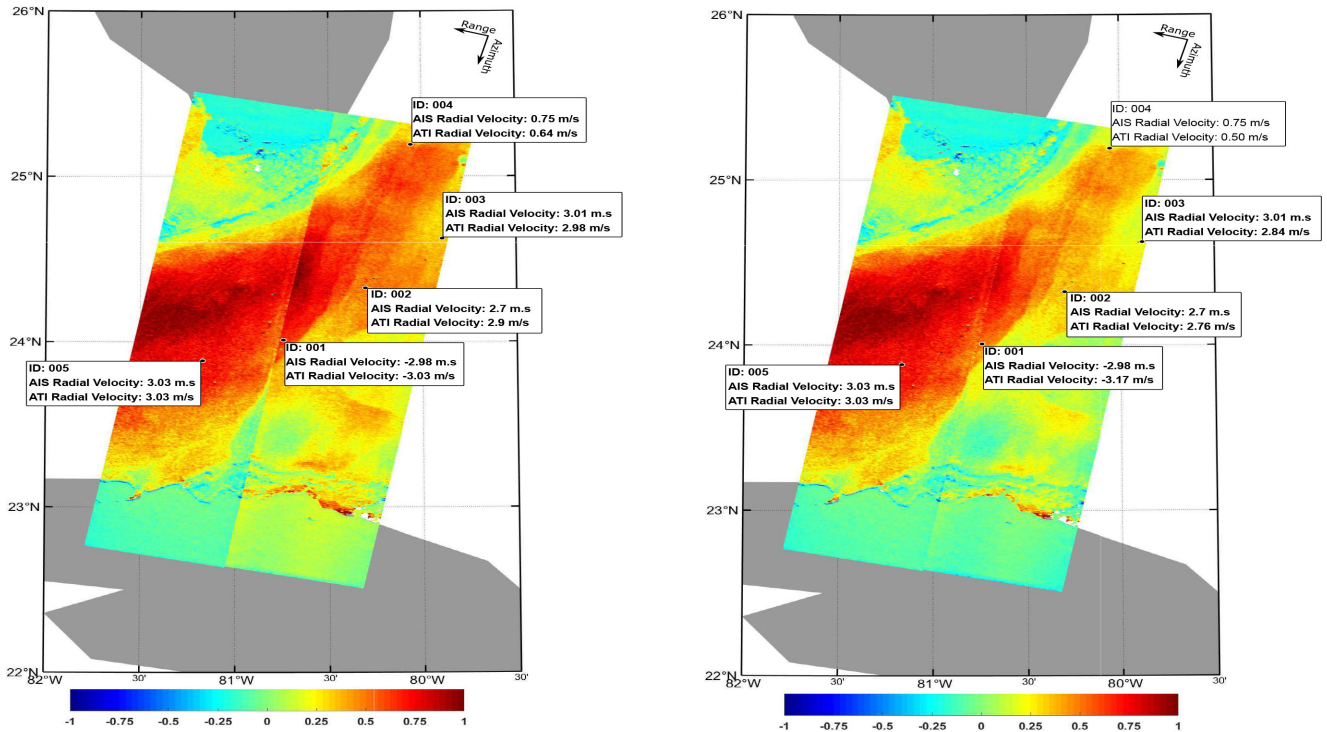 26°N
Range
Azimuth
ID: 004
AIS Radial Velocity: 0.75 m/s
ATI Radial Velocity: 0.64 m/s
25°N
ID: 003
AIS Radial Velocity: 3.01 m.s
ATI Radial Velocity: 2.98 m/s
ID: 002
AIS Radial Velocity: 2.7 m.s
ATI Radial Velocity: 2.9 m/s
24°N
ID: 001
AIS Radial Velocity: -2.98 m.s
ATI Radial Velocity: -3.03 m/s
ID: 005
AIS Radial Velocity: 3.03 m.s
ATI Radial Velocity: 3.03 m/s
23°N
22°N
82°W 30' 81°W 30' 80°W 30'
-1 -0.75 -0.5 -0.25 0 0.25 0.5 0.75 1
26°N
Range
Azimuth
ID: 004
AIS Radial Velocity: 0.75 m/s
ATI Radial Velocity: 0.50 m/s
25°N
ID: 003
AIS Radial Velocity: 3.01 m.s
ATI Radial Velocity: 2.84 m/s
ID: 002
AIS Radial Velocity: 2.7 m.s
ATI Radial Velocity: 2.76 m/s
24°N
ID: 001
AIS Radial Velocity: -2.98 m.s
ATI Radial Velocity: -3.17 m/s
ID: 005
AIS Radial Velocity: 3.03 m.s
ATI Radial Velocity: 3.03 m/s
23°N
22°N
82°W 30' 81°W 30' 80°W 30'
-1 -0.75 -0.5 -0.25 0 0.25 0.5 0.75 1